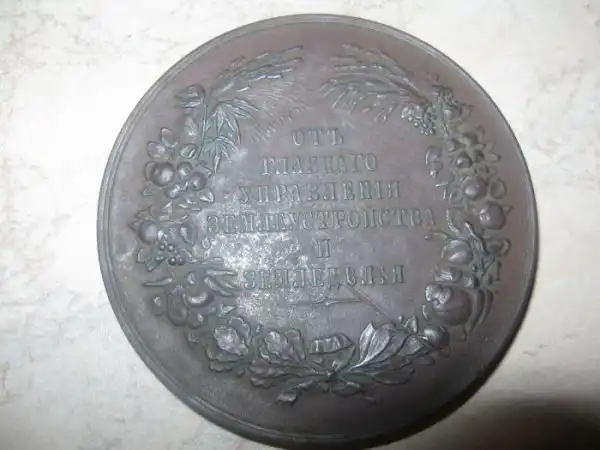 ОТЪ
ГЛАВНАГО
УПРАВЛЕНІЯ
ЗЕМЛЕУСТРОЙСТВА
И
ЗЕМЛЕДѢЛІЯ